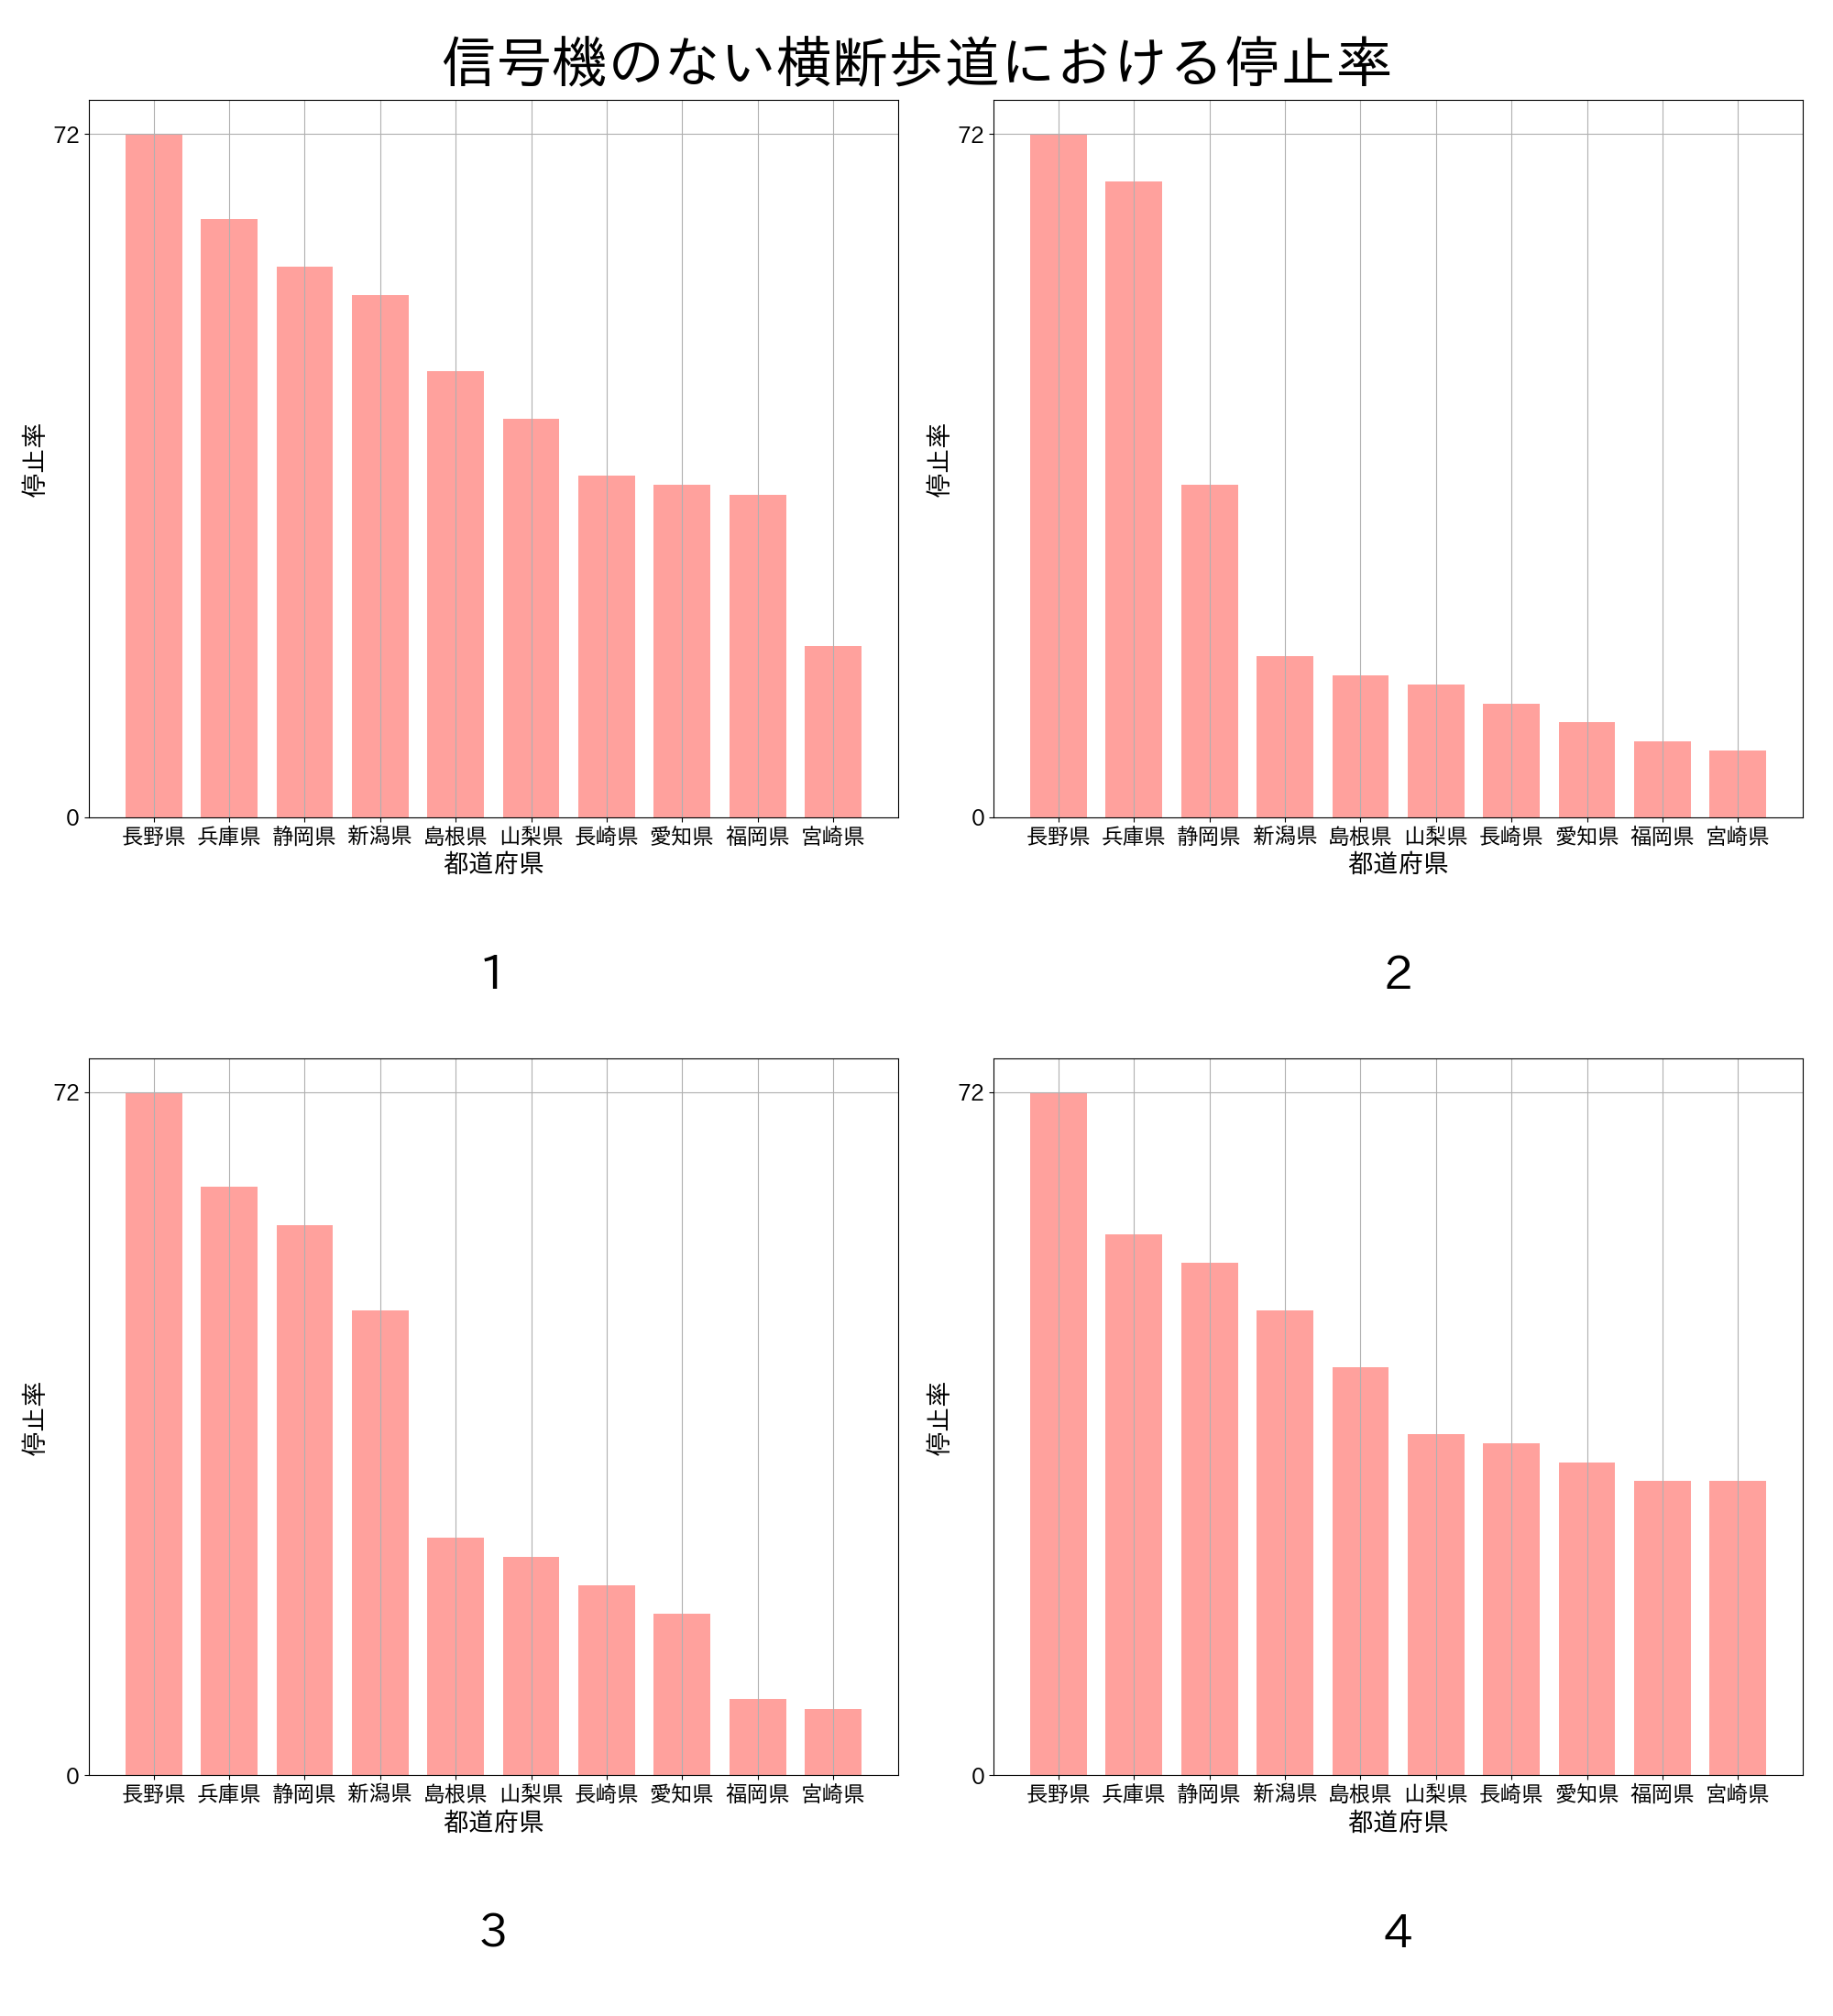 信号機のない横断歩道における停止率
72
0
停止率
長野県 兵庫県 静岡県 新潟県 島根県 山梨県 長崎県 愛知県 福岡県 宮崎県
都道府県
1
72
0
停止率
長野県 兵庫県 静岡県 新潟県 島根県 山梨県 長崎県 愛知県 福岡県 宮崎県
都道府県
2
72
0
停止率
長野県 兵庫県 静岡県 新潟県 島根県 山梨県 長崎県 愛知県 福岡県 宮崎県
都道府県
3
72
0
停止率
長野県 兵庫県 静岡県 新潟県 島根県 山梨県 長崎県 愛知県 福岡県 宮崎県
都道府県
4